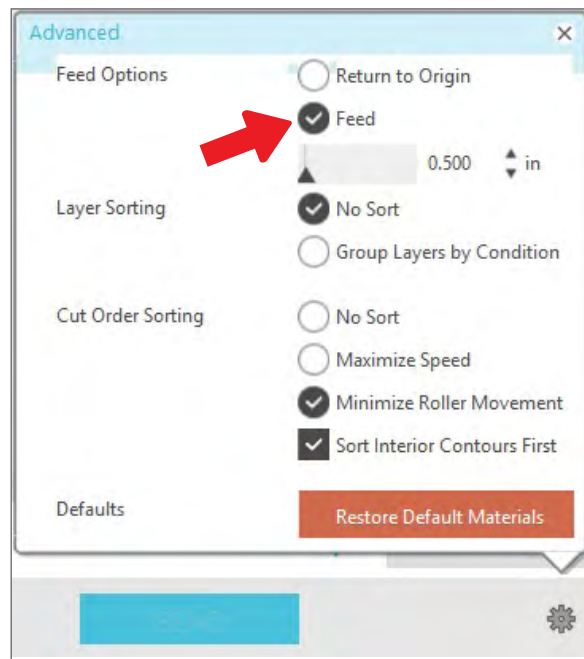 Advanced
Feed Options
Return to Origin
Feed
0.500 in
Layer Sorting
No Sort
Group Layers by Condition
Cut Order Sorting
No Sort
Maximize Speed
Minimize Roller Movement
Sort Interior Contours First
Defaults
Restore Default Materials